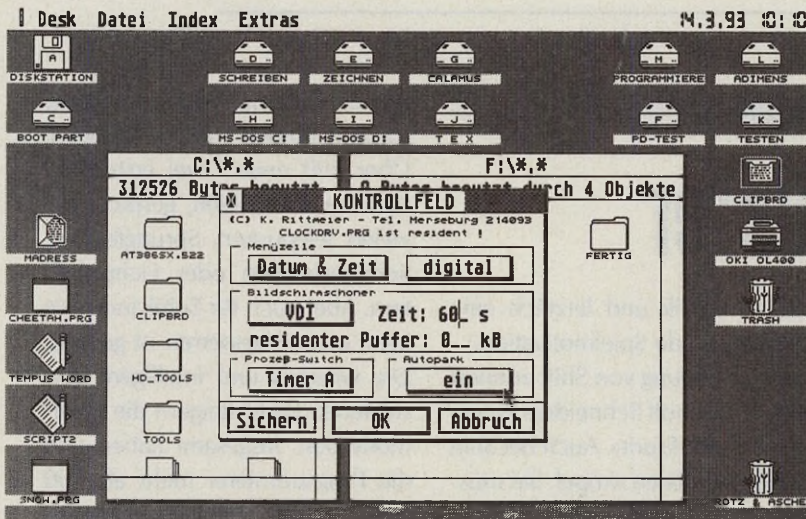 Desk Datei Index Extras 14.3.93 10:10
A
DISKSTATION
D
SCHREIBEN
E
ZEICHNEN
G
CALAMUS
M
PROGRAMMIERE
L
ADIMENS
C
BOOT PART
H
MS-DOS C:
I
MS-DOS D:
J
T E X
F
PD-TEST
K
TESTEN
C:\*.*
F:\*.*
312526 Bytes benutzt
0 Bytes benutzt durch 4 Objekte
KONTROLLFELD
(C) K. Rittmeier - Tel. Merseburg 214093
CLOCKDRV.PRG ist resident !
Menüzeile
Datum & Zeit digital
Bildschirmschoner
VDI Zeit: 60_ s
residenter Puffer: 0__ kB
Prozeß-Switch
Timer A
Autopark
ein
Sichern OK Abbruch
MADRESS
AT386SX.522
FERTIG
CLIPBRD
OKI OL400
CHEETAH.PRG
CLIPBRD
TRASH
TEMPUS WORD
HD_TOOLS
SCRIPT2
TOOLS
SNOW.PRG
ROTZ & ASCHE